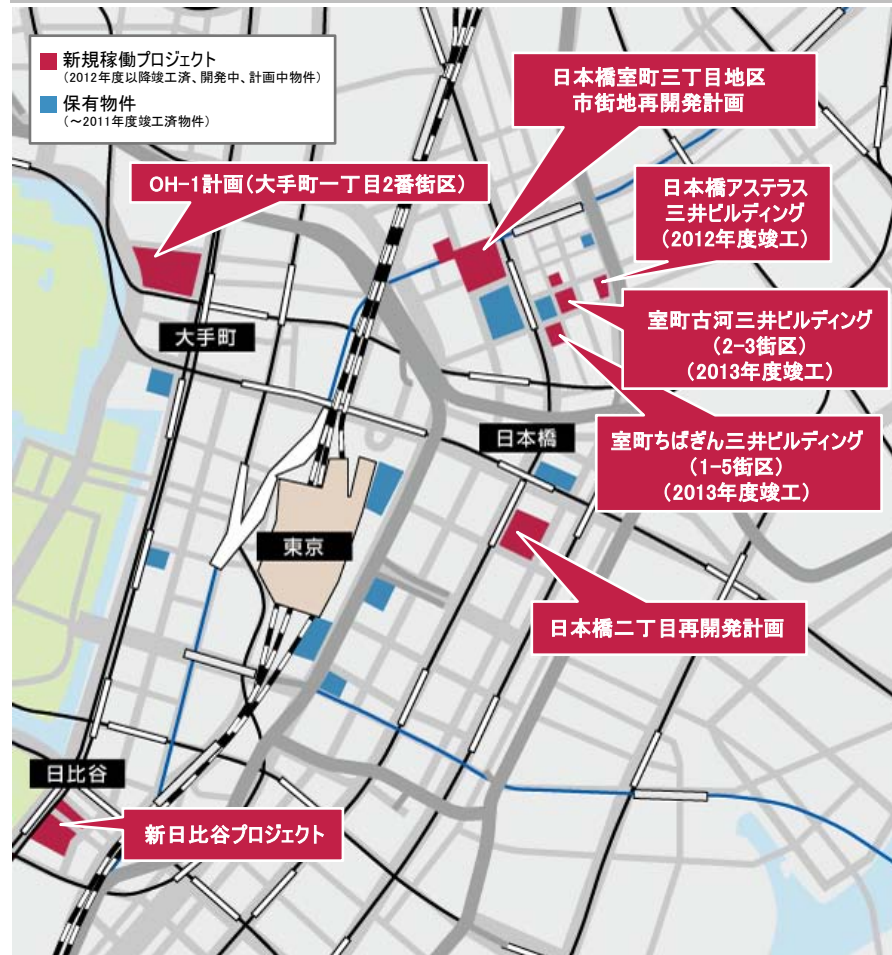 新規稼働プロジェクト
（2012年度以降竣工済、開発中、計画中物件）
保有物件
（～2011年度竣工済物件）
日本橋室町三丁目地区
市街地再開発計画
OH-1計画（大手町一丁目2番街区）
日本橋アステラス
三井ビルディング
（2012年度竣工）
室町古河三井ビルディング
（2-3街区）
（2013年度竣工）
大手町
日本橋
室町ちばぎん三井ビルディング
（1-5街区）
（2013年度竣工）
東京
日本橋二丁目再開発計画
日比谷
新日比谷プロジェクト